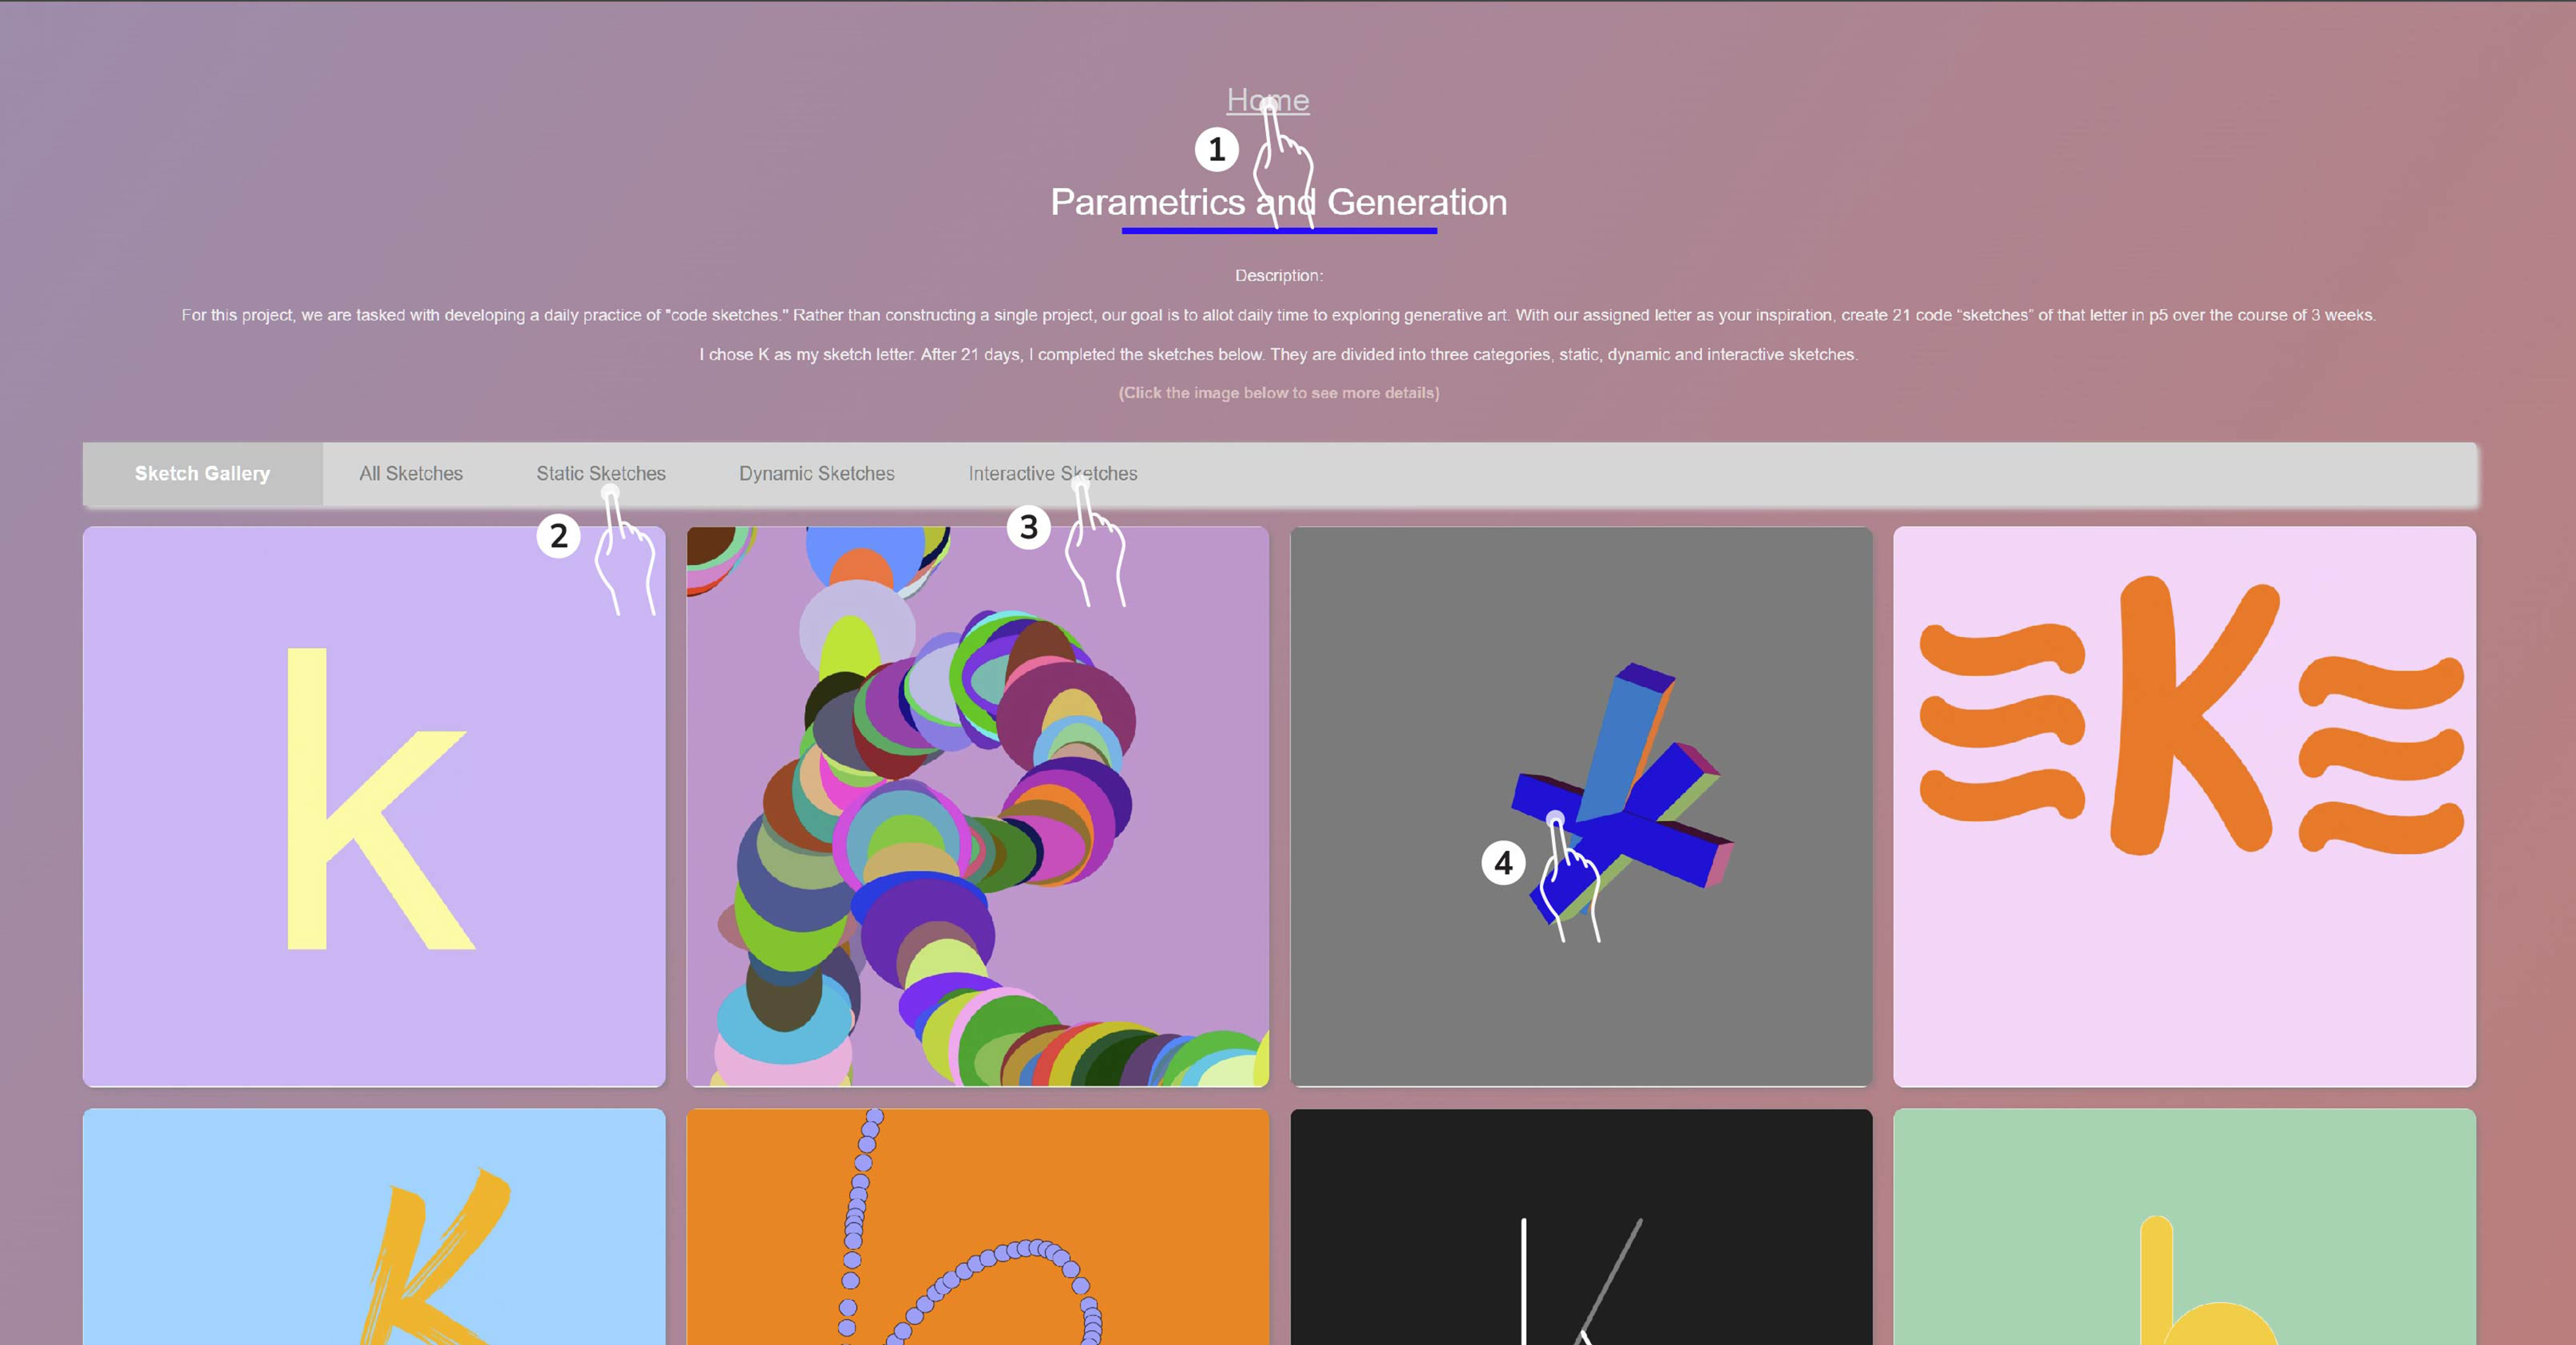 Home
1
Parametrics and Generation
Description:
For this project, we are tasked with developing a daily practice of "code sketches." Rather than constructing a single project, our goal is to allot daily time to exploring generative art. With our assigned letter as your inspiration, create 21 code “sketches” of that letter in p5 over the course of 3 weeks.
I chose K as my sketch letter. After 21 days, I completed the sketches below. They are divided into three categories, static, dynamic and interactive sketches.
(Click the image below to see more details)
Sketch Gallery All Sketches Static Sketches Dynamic Sketches Interactive Sketches
2 3
k K
4
K